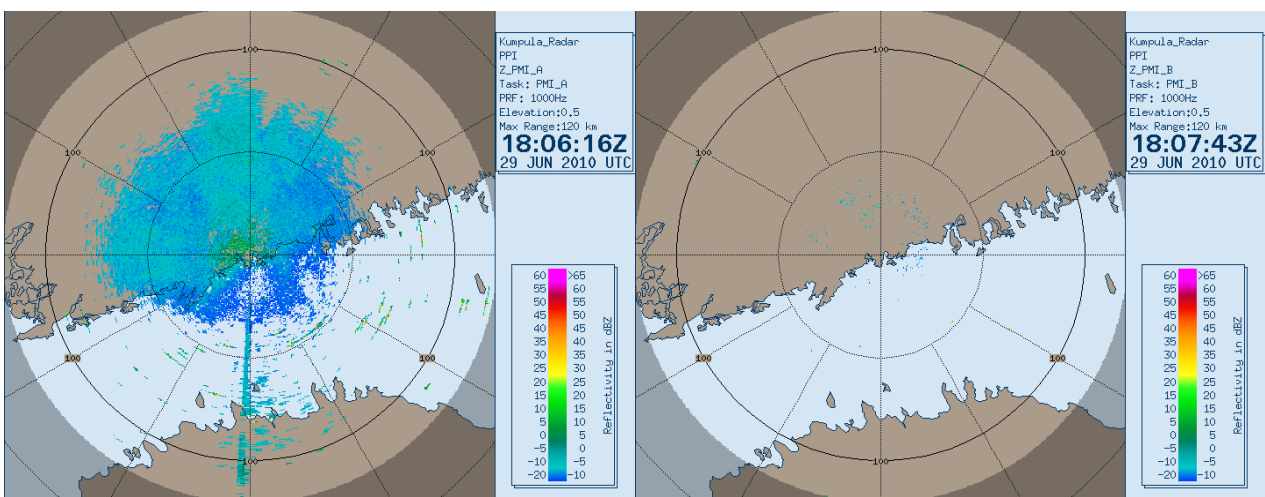 Kumpula_Radar
PPI
Z_PMI_A
Task: PMI_A
PRF: 1000Hz
Elevation:0.5
Max Range:120 km
18:06:16Z
29 JUN 2010 UTC
100
100
100
100
100
100
60 >65
55 60
50 55
45 50
40 45
35 40
30 35
25 30
20 25
15 20
10 15
5 10
0 5
-5 0
-10 -5
-20 -10
Reflectivity in dBZ
Kumpula_Radar
PPI
Z_PMI_B
Task: PMI_B
PRF: 1000Hz
Elevation:0.5
Max Range:120 km
18:07:43Z
29 JUN 2010 UTC
100
100
100
100
100
100
60 >65
55 60
50 55
45 50
40 45
35 40
30 35
25 30
20 25
15 20
10 15
5 10
0 5
-5 0
-10 -5
-20 -10
Reflectivity in dBZ